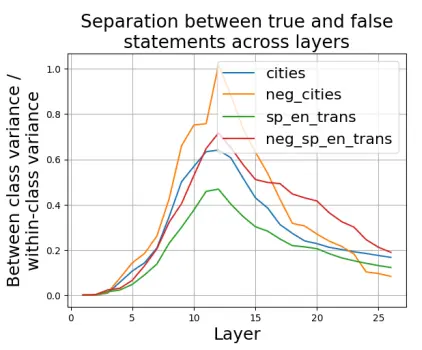 Separation between true and false
statements across layers
Between class variance /
within-class variance
1.0
0.8
0.6
0.4
0.2
0.0
cities
neg_cities
sp_en_trans
neg_sp_en_trans
0 5 10 15 20 25
Layer